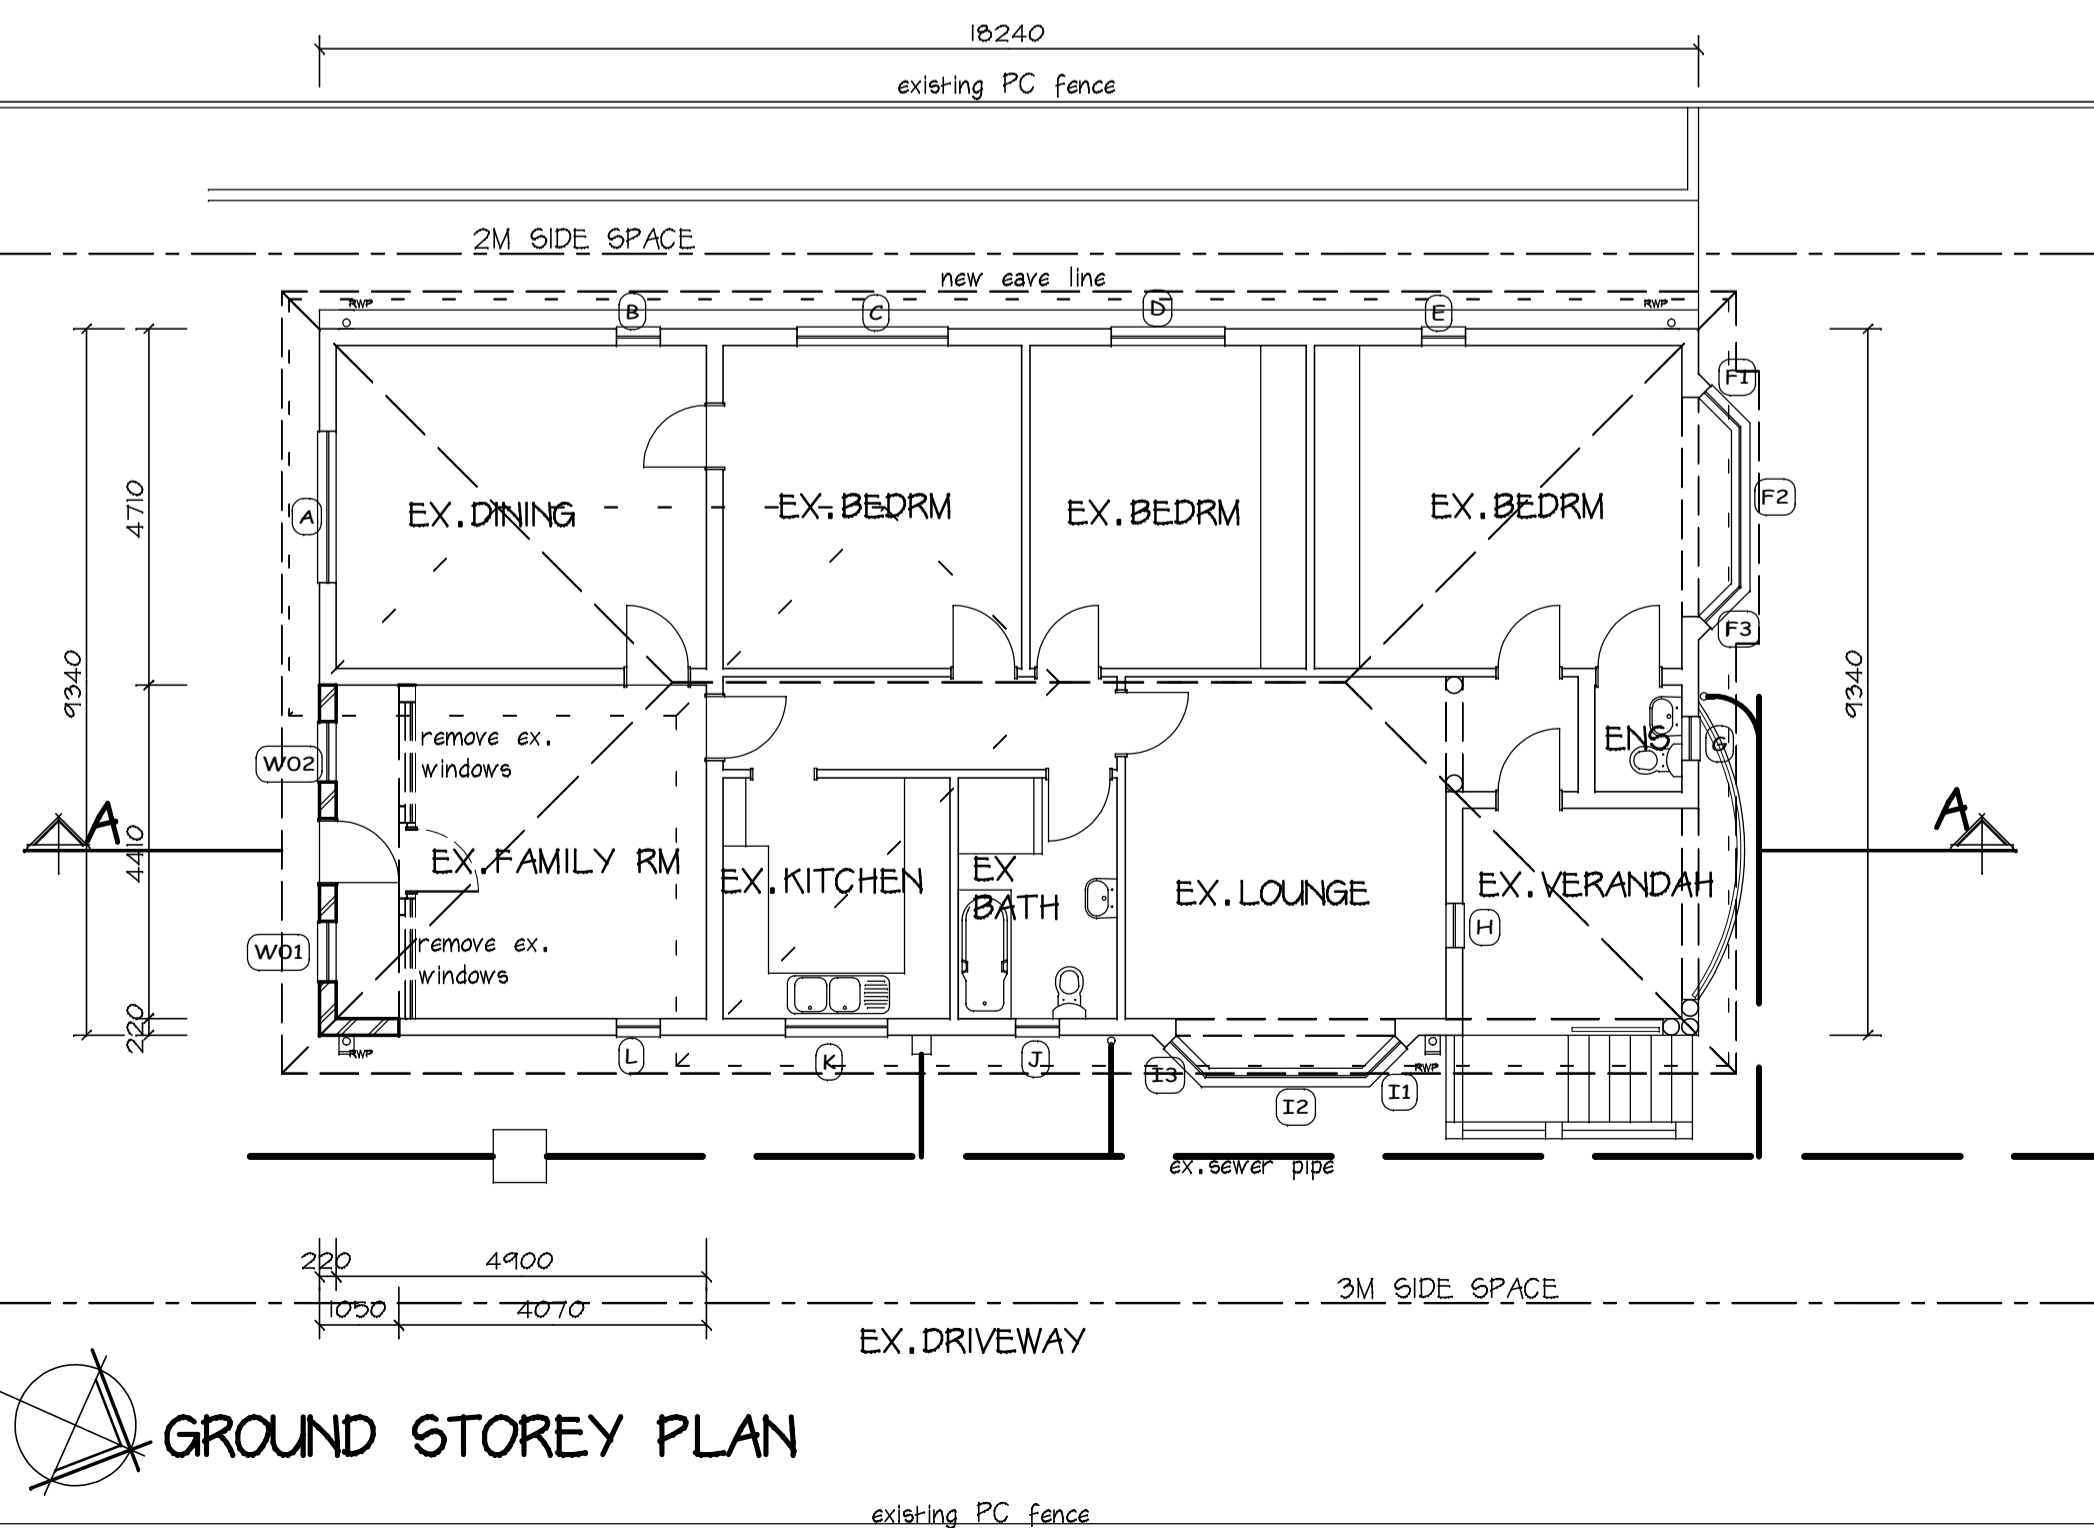 18240
existing PC fence
2M SIDE SPACE
new eave line
RWP
RWP
B
C
D
E
F1
A
EX.DINING
EX.BEDRM
EX.BEDRM
EX.BEDRM
F2
4710
9340
9340
F3
remove ex.
windows
W02
ENS
G
A
A
4410
EX.FAMILY RM
EX.KITCHEN
EX
BATH
EX.LOUNGE
EX.VERANDAH
H
W01
remove ex.
windows
220
RWP
L
K
J
I3
I2
I1
RWP
ex.sewer pipe
220
4900
3M SIDE SPACE
1050
4070
EX.DRIVEWAY
GROUND STOREY PLAN
existing PC fence